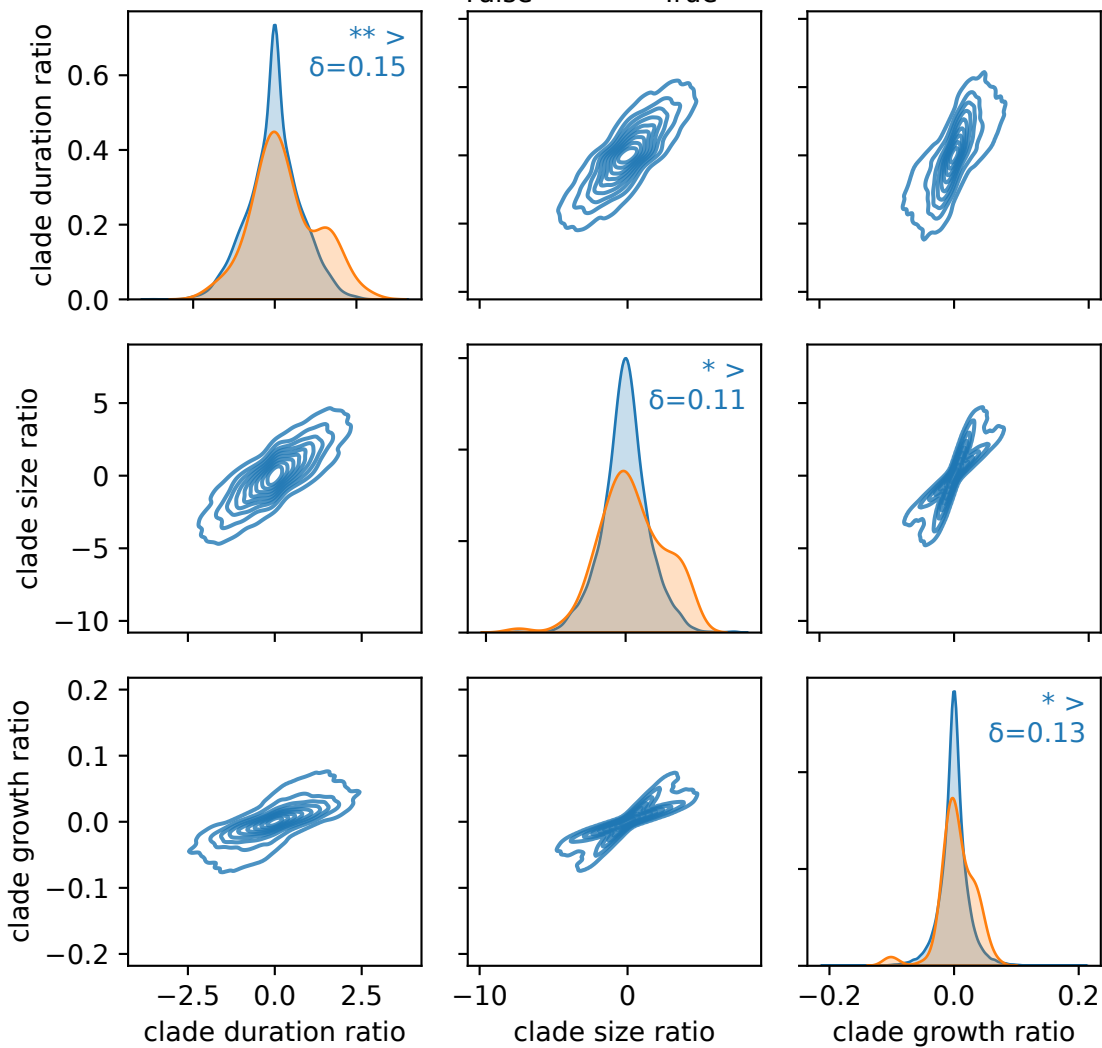 False True
clade duration ratio
0.6
0.4
0.2
0.0
** >
δ=0.15
clade size ratio
5
0
−5
−10
* >
δ=0.11
clade growth ratio
0.2
0.1
0.0
−0.1
−0.2
* >
δ=0.13
−2.5 0.0 2.5
−10 0
−0.2 0.0 0.2
clade duration ratio
clade size ratio
clade growth ratio